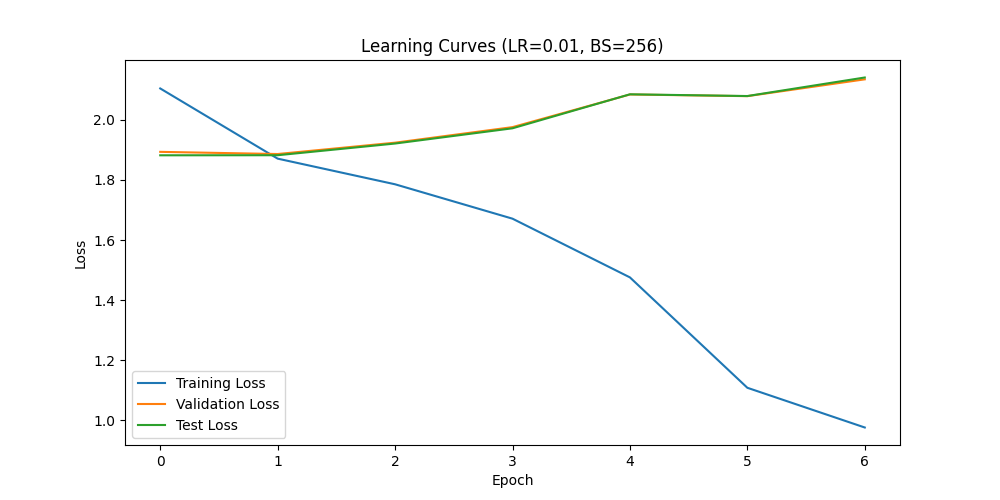 Learning Curves (LR=0.01, BS=256)
2.0
1.8
1.6
1.4
1.2
1.0
Loss
Training Loss
Validation Loss
Test Loss
0 1 2 3 4 5 6
Epoch